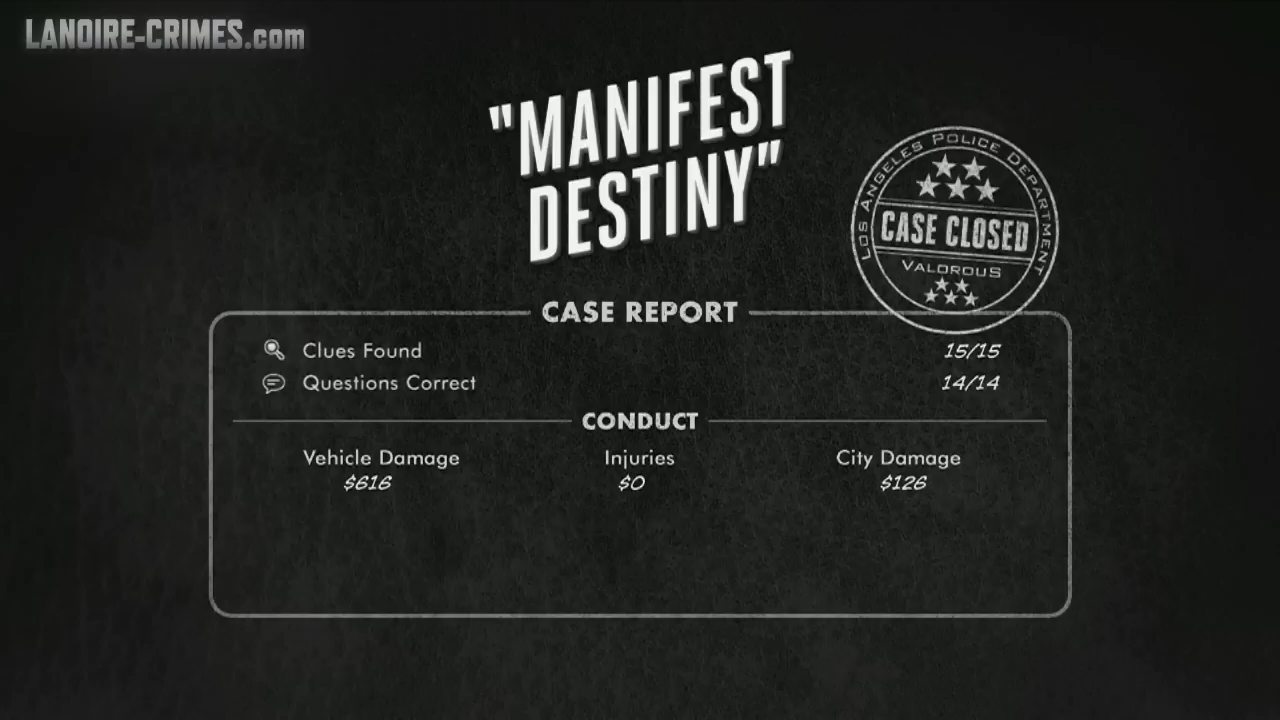 LANOIRE-CRIMES.com
"MANIFEST
DESTINY"
LOS ANGELES POLICE DEPARTMENT
CASE CLOSED
VALOROUS
CASE REPORT
Clues Found 15/15
Questions Correct 14/14
CONDUCT
Vehicle Damage Injuries City Damage
$616 $0 $126